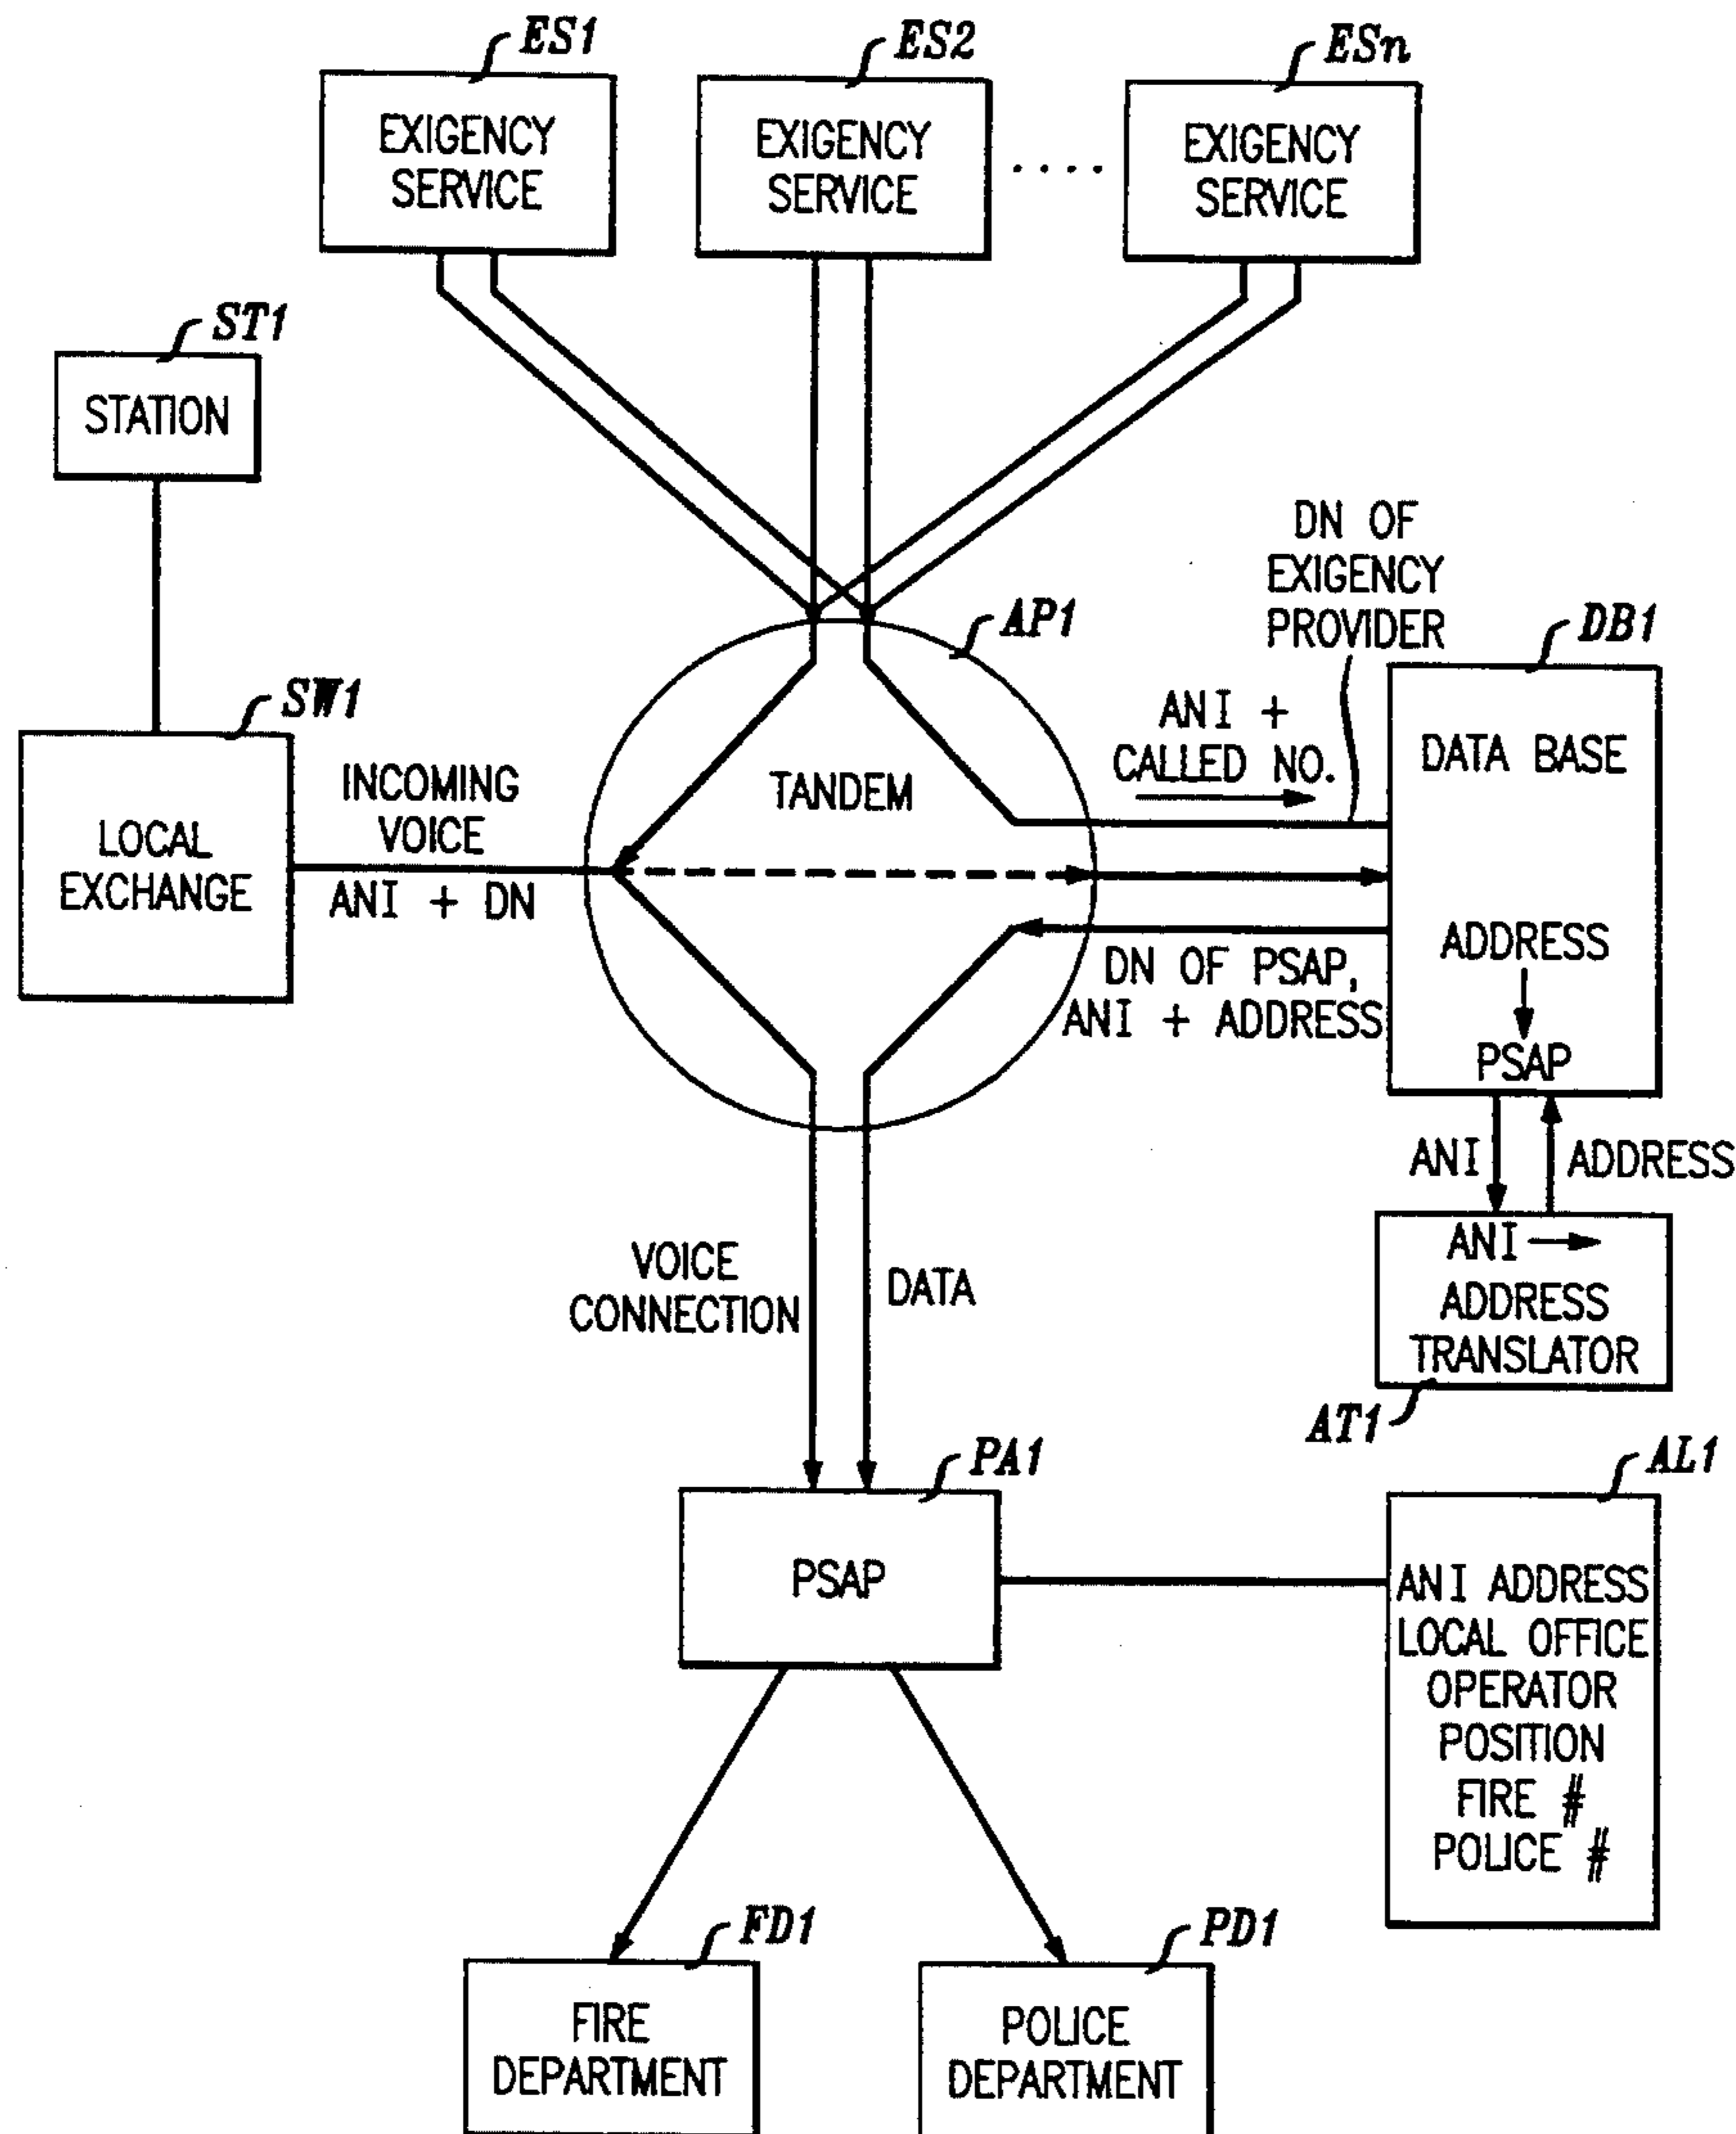 ES1
ES2
ESn
EXIGENCY
SERVICE
EXIGENCY
SERVICE
....
EXIGENCY
SERVICE
ST1
STATION
SW1
LOCAL
EXCHANGE
INCOMING
VOICE
ANI + DN
AP1
TANDEM
DN OF
EXIGENCY
PROVIDER
ANI +
CALLED NO.
DB1
DATA BASE
ADDRESS
PSAP
DN OF PSAP,
ANI + ADDRESS
ANI
ADDRESS
ANI
ADDRESS
TRANSLATOR
AT1
VOICE
CONNECTION
DATA
PA1
PSAP
AL1
ANI ADDRESS
LOCAL OFFICE
OPERATOR
POSITION
FIRE #
POLICE #
FD1
FIRE
DEPARTMENT
PD1
POLICE
DEPARTMENT